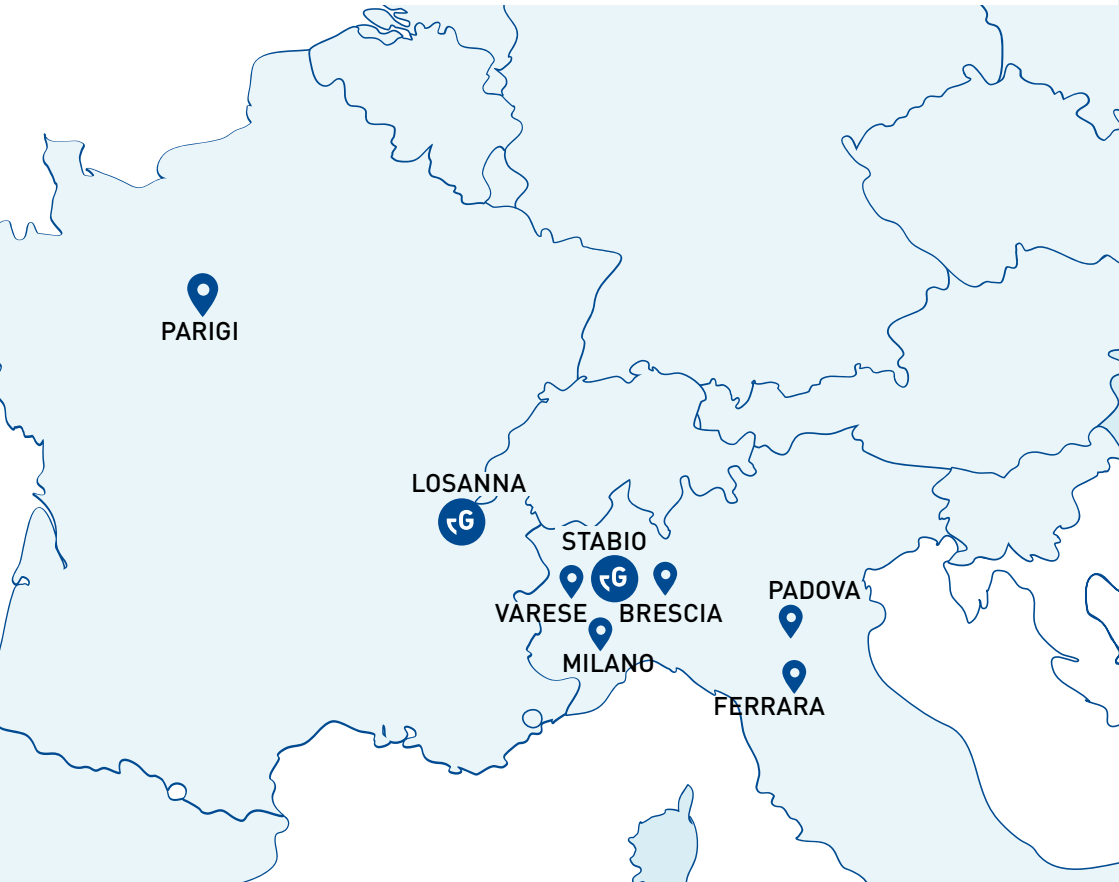 PARIGI
LOSANNA
G
STABIO
G
VARESE
BRESCIA
PADOVA
MILANO
FERRARA